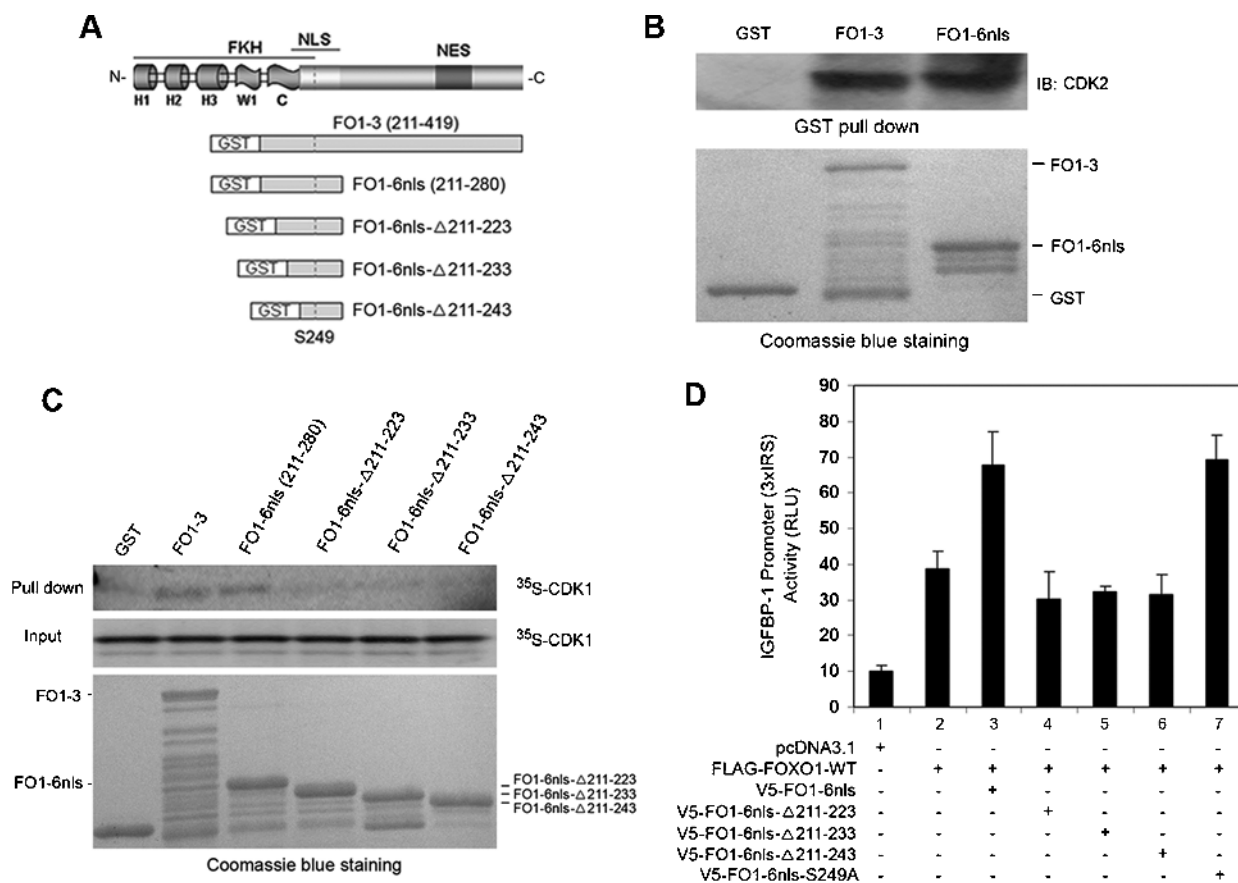 A
FKH
NLS
NES
N-
-C
H1 H2 H3 W1 C
FO1-3 (211-419)
GST
GST FO1-6nls (211-280)
GST FO1-6nls-Δ211-223
GST FO1-6nls-Δ211-233
GST FO1-6nls-Δ211-243
S249
B
GST FO1-3 FO1-6nls
IB: CDK2
GST pull down
FO1-3
FO1-6nls
GST
Coomassie blue staining
C
GST FO1-3 FO1-6nls (211-280) FO1-6nls-Δ211-223 FO1-6nls-Δ211-233 FO1-6nls-Δ211-243
Pull down ³⁵S-CDK1
Input ³⁵S-CDK1
FO1-3
FO1-6nls
FO1-6nls-Δ211-223
FO1-6nls-Δ211-233
FO1-6nls-Δ211-243
Coomassie blue staining
D
IGFBP-1 Promoter (3xIRS)
Activity (RLU)
90
80
70
60
50
40
30
20
10
0
1 2 3 4 5 6 7
pcDNA3.1 + - - - - - -
FLAG-FOXO1-WT - + + + + + +
V5-FO1-6nls - - + - - - -
V5-FO1-6nls-Δ211-223 - - - + - - -
V5-FO1-6nls-Δ211-233 - - - - + - -
V5-FO1-6nls-Δ211-243 - - - - - + -
V5-FO1-6nls-S249A - - - - - - +